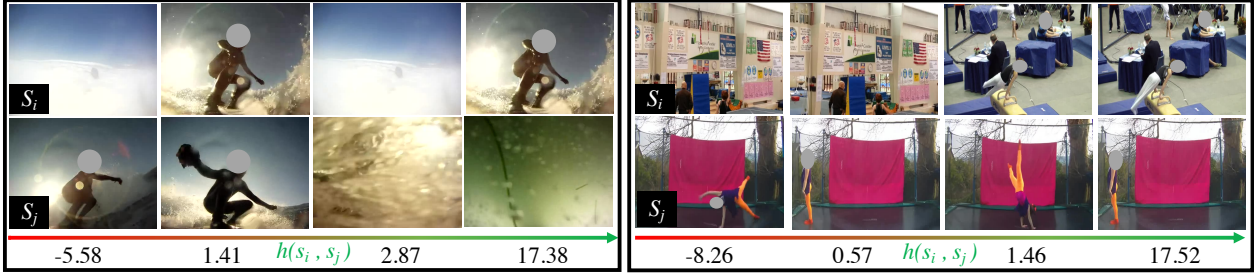 S_i
S_j
-5.58 1.41 h(s_i , s_j) 2.87 17.38
S_i
S_j
-8.26 0.57 h(s_i , s_j) 1.46 17.52